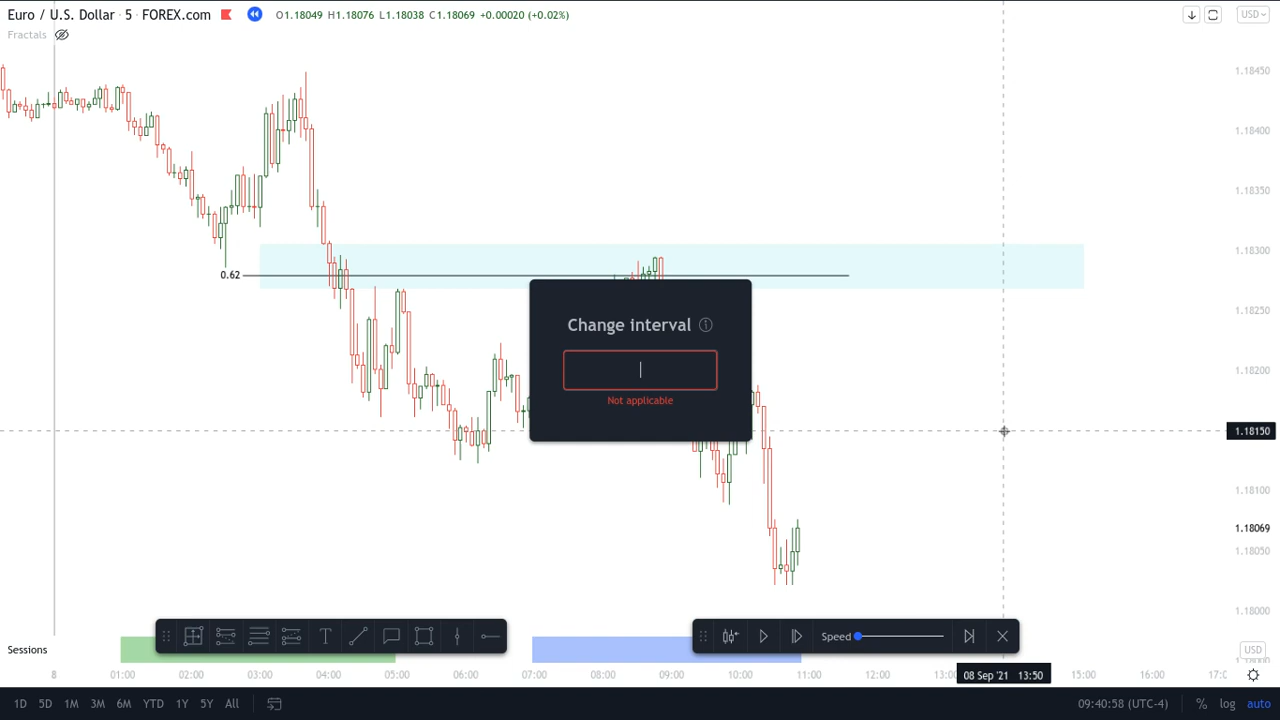 Euro / U.S. Dollar · 5 · FOREX.com O1.18049 H1.18076 L1.18038 C1.18069 +0.00020 (+0.02%)
USD
Fractals
1.18450
1.18400
1.18350
1.18300
0.62
1.18250
Change interval
1.18200
Not applicable
1.18150
1.18100
1.18069
1.18050
1.18000
Speed
Sessions
USD
8 01:00 02:00 03:00 04:00 05:00 06:00 07:00 08:00 09:00 10:00 11:00 12:00 13:0 08 Sep '21 13:50 15:00 16:00 17:0
1D 5D 1M 3M 6M YTD 1Y 5Y All 09:40:58 (UTC-4) % log auto